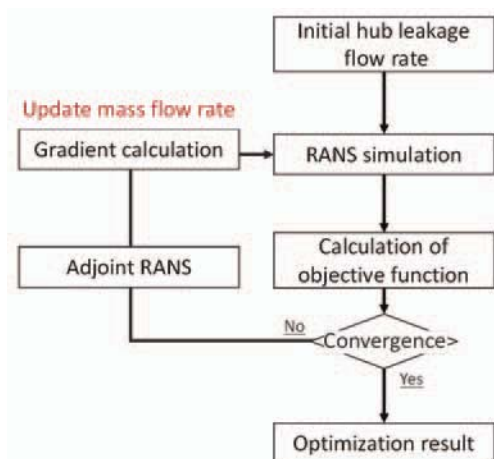 Initial hub leakage
flow rate
Update mass flow rate
Gradient calculation
RANS simulation
Adjoint RANS
Calculation of
objective function
No
Convergence>
Yes
Optimization result